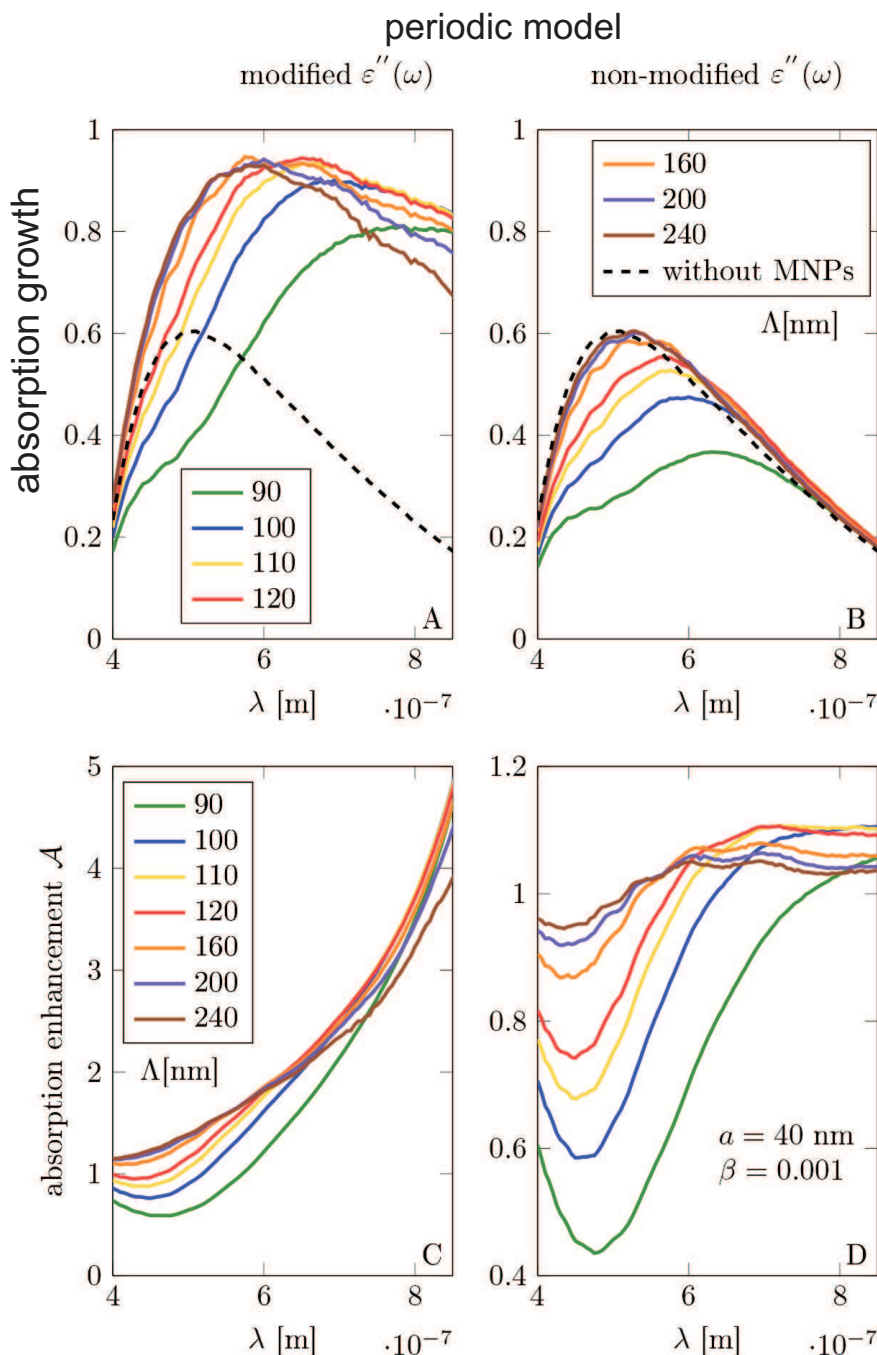 periodic model
modified ε′′(ω)
non-modified ε′′(ω)
absorption growth
1
0.8
0.6
0.4
0.2
0
90
100
110
120
A
4
6
8
λ [m]
·10⁻⁷
1
0.8
0.6
0.4
0.2
0
160
200
240
without MNPs
Λ[nm]
B
4
6
8
λ [m]
·10⁻⁷
absorption enhancement 𝒜
5
4
3
2
1
0
90
100
110
120
160
200
240
Λ[nm]
C
4
6
8
λ [m]
·10⁻⁷
1.2
1
0.8
0.6
0.4
a = 40 nm
β = 0.001
D
4
6
8
λ [m]
·10⁻⁷